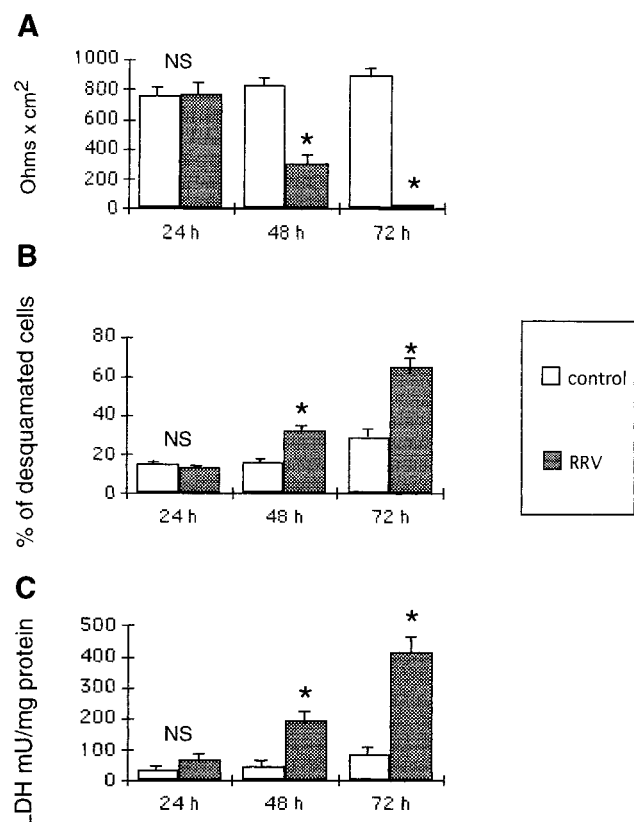 A
Ohms x cm2
1000
800
600
400
200
0
NS
*
*
24 h 48 h 72 h
B
% of desquamated cells
80
60
40
20
0
NS
*
*
24 h 48 h 72 h
control
RRV
C
LDH mU/mg protein
500
400
300
200
100
0
NS
*
*
24 h 48 h 72 h